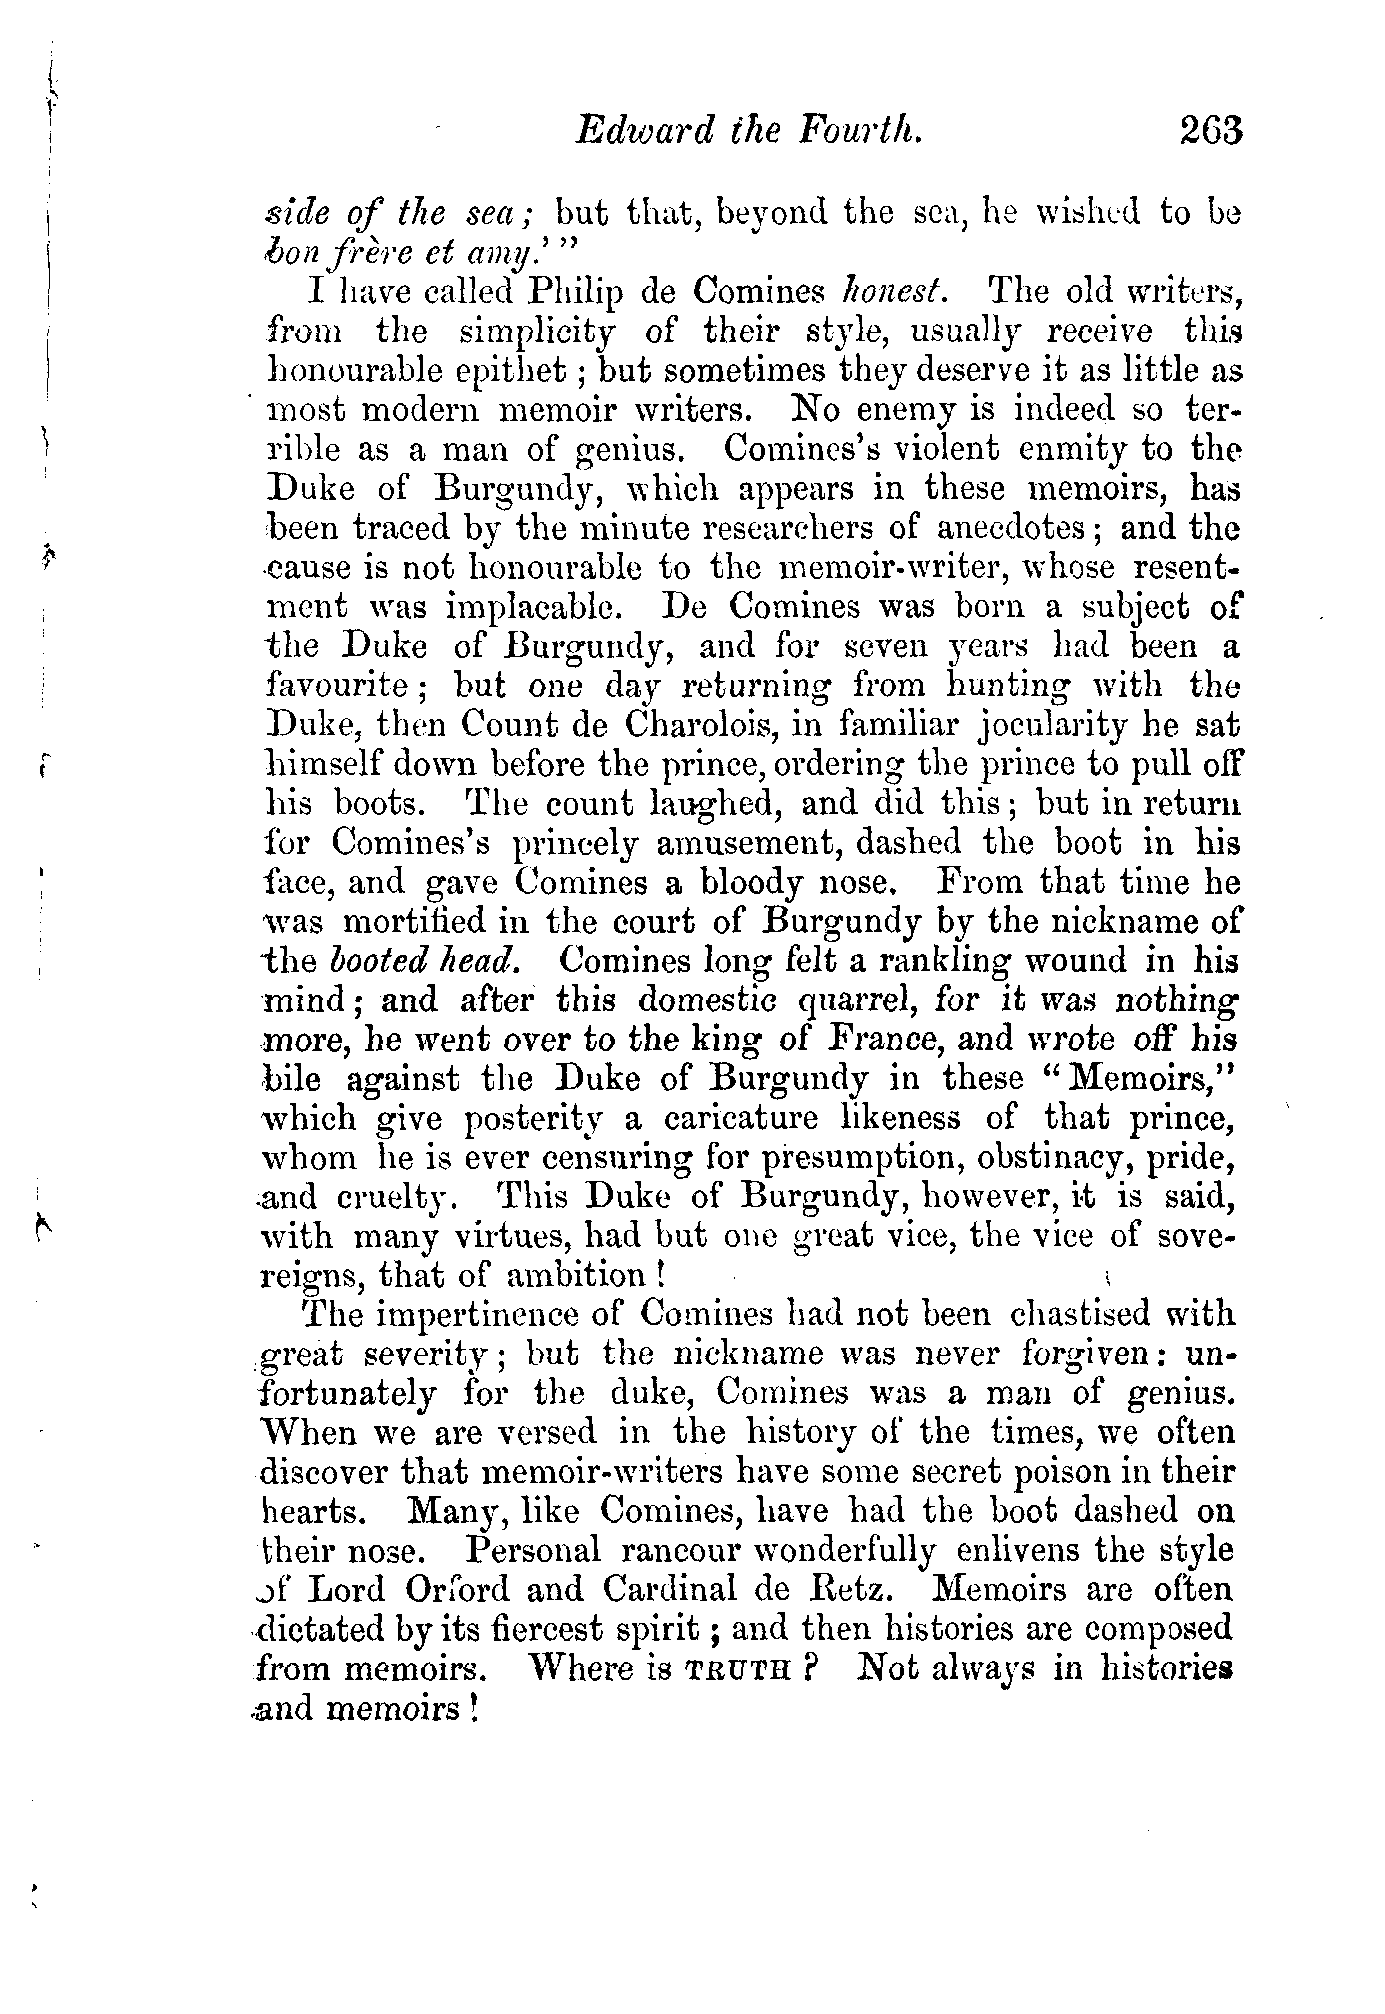 Edward the Fourth. 263
side of the sea; but that, beyond the sea, he wished to be
bon frère et amy.' "
I have called Philip de Comines honest. The old writers,
from the simplicity of their style, usually receive this
honourable epithet; but sometimes they deserve it as little as
most modern memoir writers. No enemy is indeed so ter-
rible as a man of genius. Comines's violent enmity to the
Duke of Burgundy, which appears in these memoirs, has
been traced by the minute researchers of anecdotes; and the
cause is not honourable to the memoir-writer, whose resent-
ment was implacable. De Comines was born a subject of
the Duke of Burgundy, and for seven years had been a
favourite; but one day returning from hunting with the
Duke, then Count de Charolois, in familiar jocularity he sat
himself down before the prince, ordering the prince to pull off
his boots. The count laughed, and did this; but in return
for Comines's princely amusement, dashed the boot in his
face, and gave Comines a bloody nose. From that time he
was mortified in the court of Burgundy by the nickname of
the booted head. Comines long felt a rankling wound in his
mind; and after this domestic quarrel, for it was nothing
more, he went over to the king of France, and wrote off his
bile against the Duke of Burgundy in these "Memoirs,"
which give posterity a caricature likeness of that prince,
whom he is ever censuring for presumption, obstinacy, pride,
and cruelty. This Duke of Burgundy, however, it is said,
with many virtues, had but one great vice, the vice of sove-
reigns, that of ambition!
The impertinence of Comines had not been chastised with
great severity; but the nickname was never forgiven: un-
fortunately for the duke, Comines was a man of genius.
When we are versed in the history of the times, we often
discover that memoir-writers have some secret poison in their
hearts. Many, like Comines, have had the boot dashed on
their nose. Personal rancour wonderfully enlivens the style
of Lord Orford and Cardinal de Retz. Memoirs are often
dictated by its fiercest spirit; and then histories are composed
from memoirs. Where is TRUTH? Not always in histories
and memoirs!